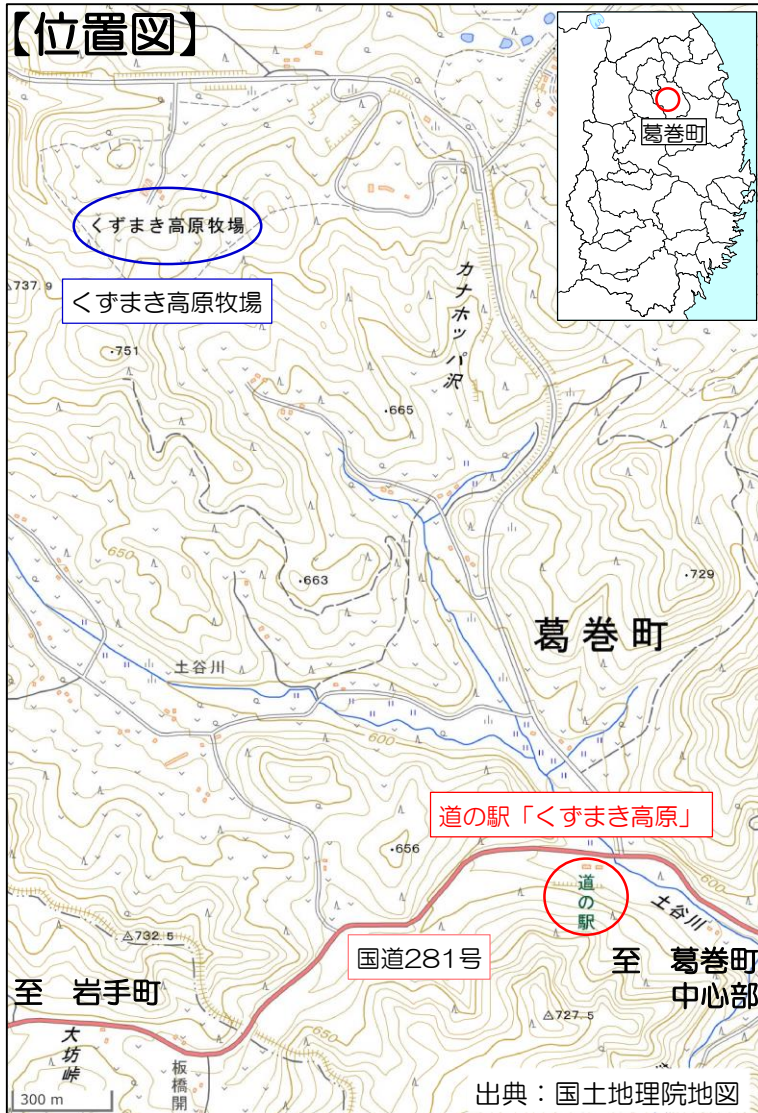 【位置図】
葛巻町
くずまき高原牧場
くずまき高原牧場
737.9
カナホッパ沢
751
665
650
663
729
葛巻町
土谷川
600
道の駅「くずまき高原」
656
600
道の駅
土谷川
732.5
国道281号
至 葛巻町
中心部
至 岩手町
727.5
大坊峠
650
板橋開
300 m
出典：国土地理院地図